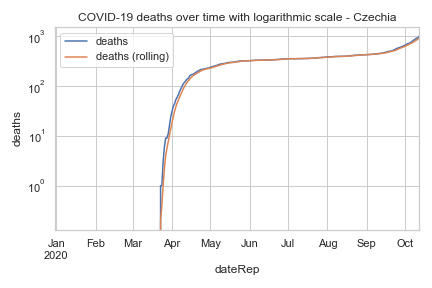 COVID-19 deaths over time with logarithmic scale - Czechia
deaths
deaths (rolling)
10³
10²
10¹
10⁰
deaths
Jan Feb Mar Apr May Jun Jul Aug Sep Oct
2020
dateRep